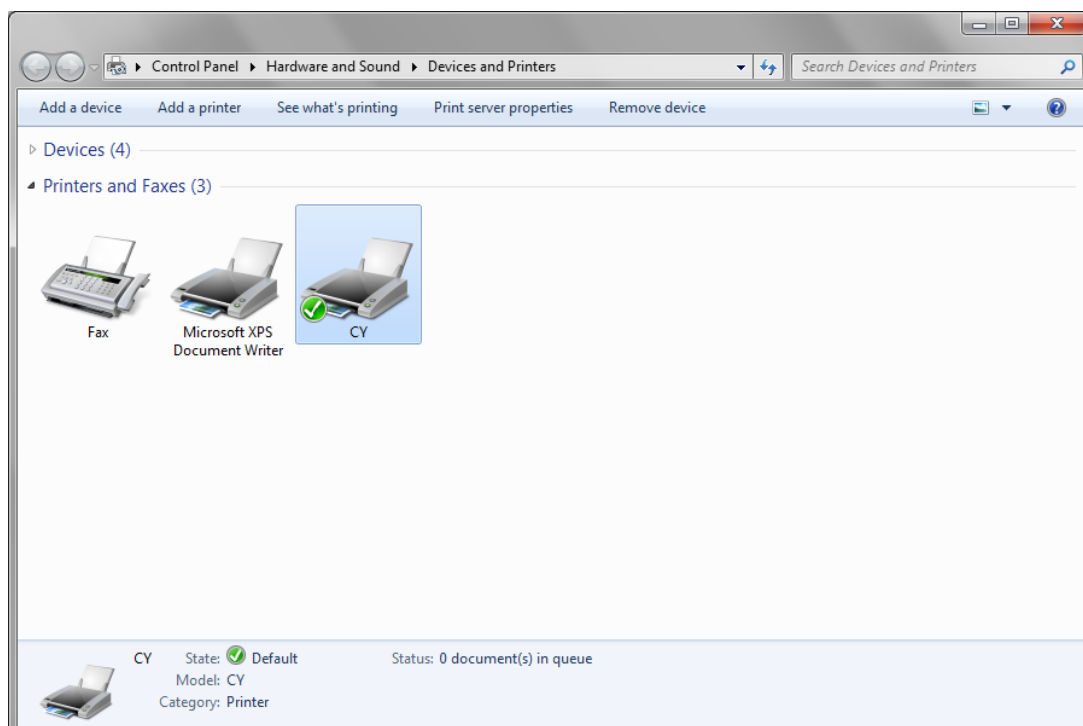 Control Panel Hardware and Sound Devices and Printers Search Devices and Printers
Add a device Add a printer See what's printing Print server properties Remove device
Devices (4)
Printers and Faxes (3)
Fax
Microsoft XPS
Document Writer
CY
CY State: Default Status: 0 document(s) in queue
Model: CY
Category: Printer